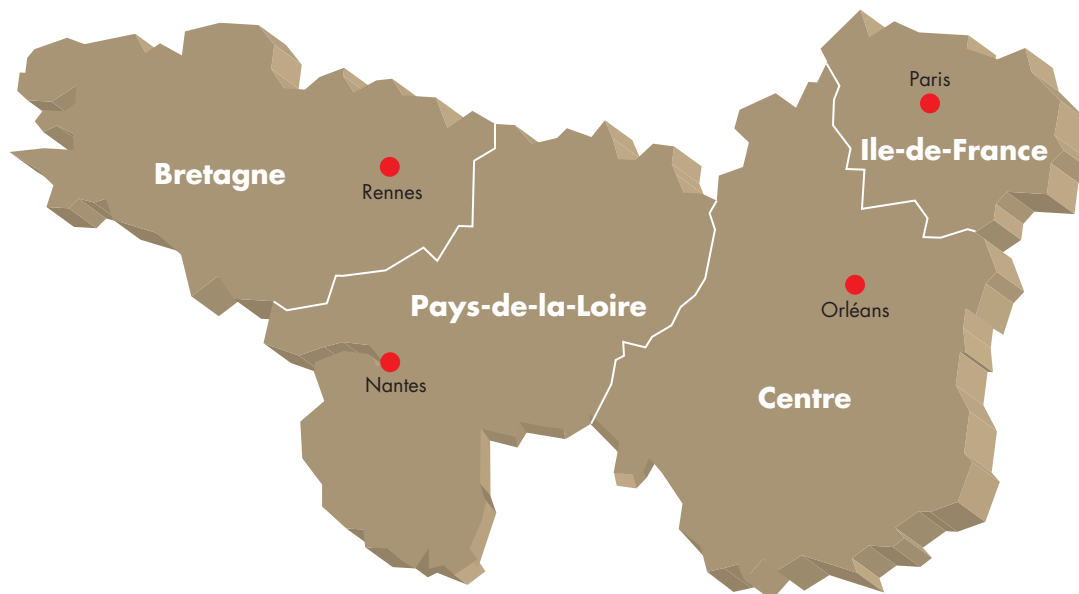 Paris
Ile-de-France
Bretagne
Rennes
Pays-de-la-Loire
Orléans
Nantes
Centre